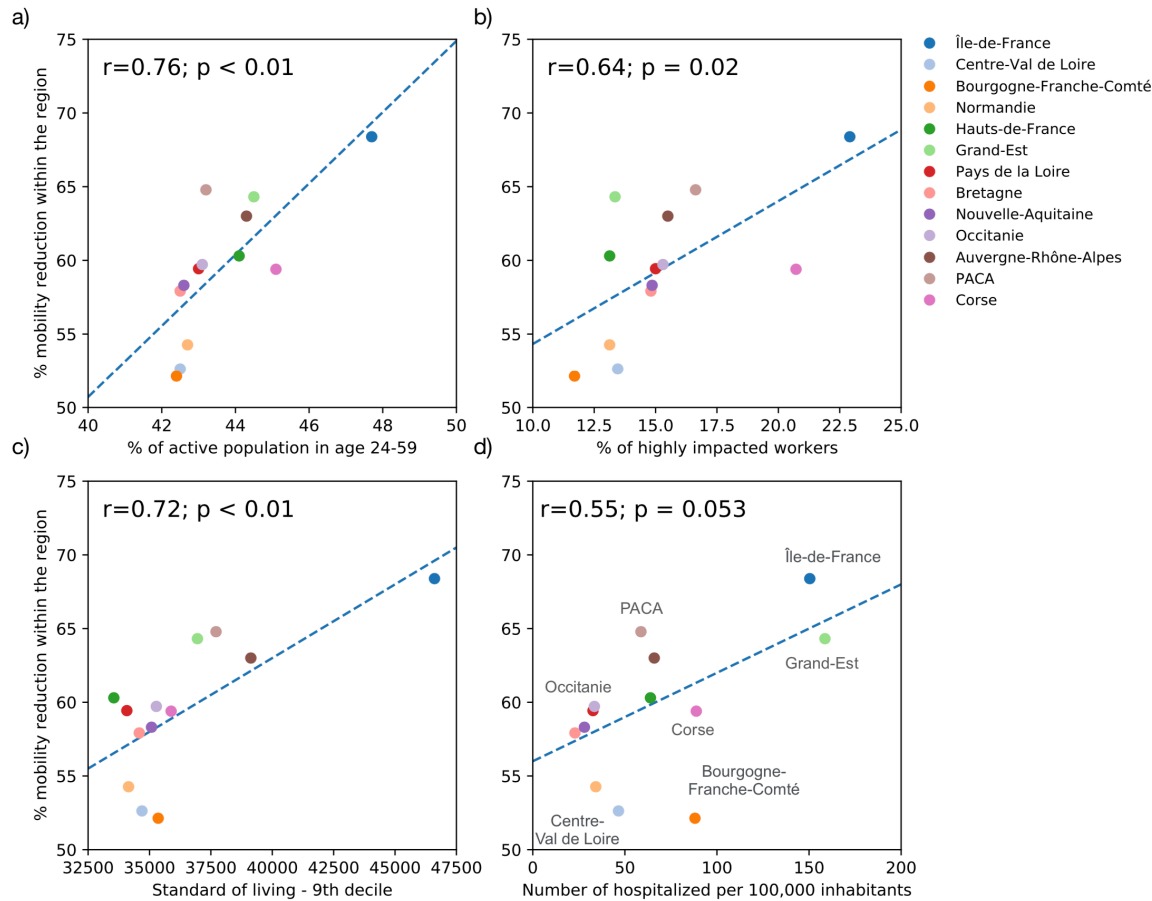 a)
r=0.76; p < 0.01
% mobility reduction within the region
75
70
65
60
55
50
40
42
44
46
48
50
% of active population in age 24-59
b)
r=0.64; p = 0.02
75
70
65
60
55
50
10.0
12.5
15.0
17.5
20.0
22.5
25.0
% of highly impacted workers
Île-de-France
Centre-Val de Loire
Bourgogne-Franche-Comté
Normandie
Hauts-de-France
Grand-Est
Pays de la Loire
Bretagne
Nouvelle-Aquitaine
Occitanie
Auvergne-Rhône-Alpes
PACA
Corse
c)
r=0.72; p < 0.01
% mobility reduction within the region
75
70
65
60
55
50
32500
35000
37500
40000
42500
45000
47500
Standard of living - 9th decile
d)
r=0.55; p = 0.053
75
70
65
60
55
50
Île-de-France
PACA
Grand-Est
Occitanie
Corse
Bourgogne-
Franche-Comté
Centre-
Val de Loire
0
50
100
150
200
Number of hospitalized per 100,000 inhabitants